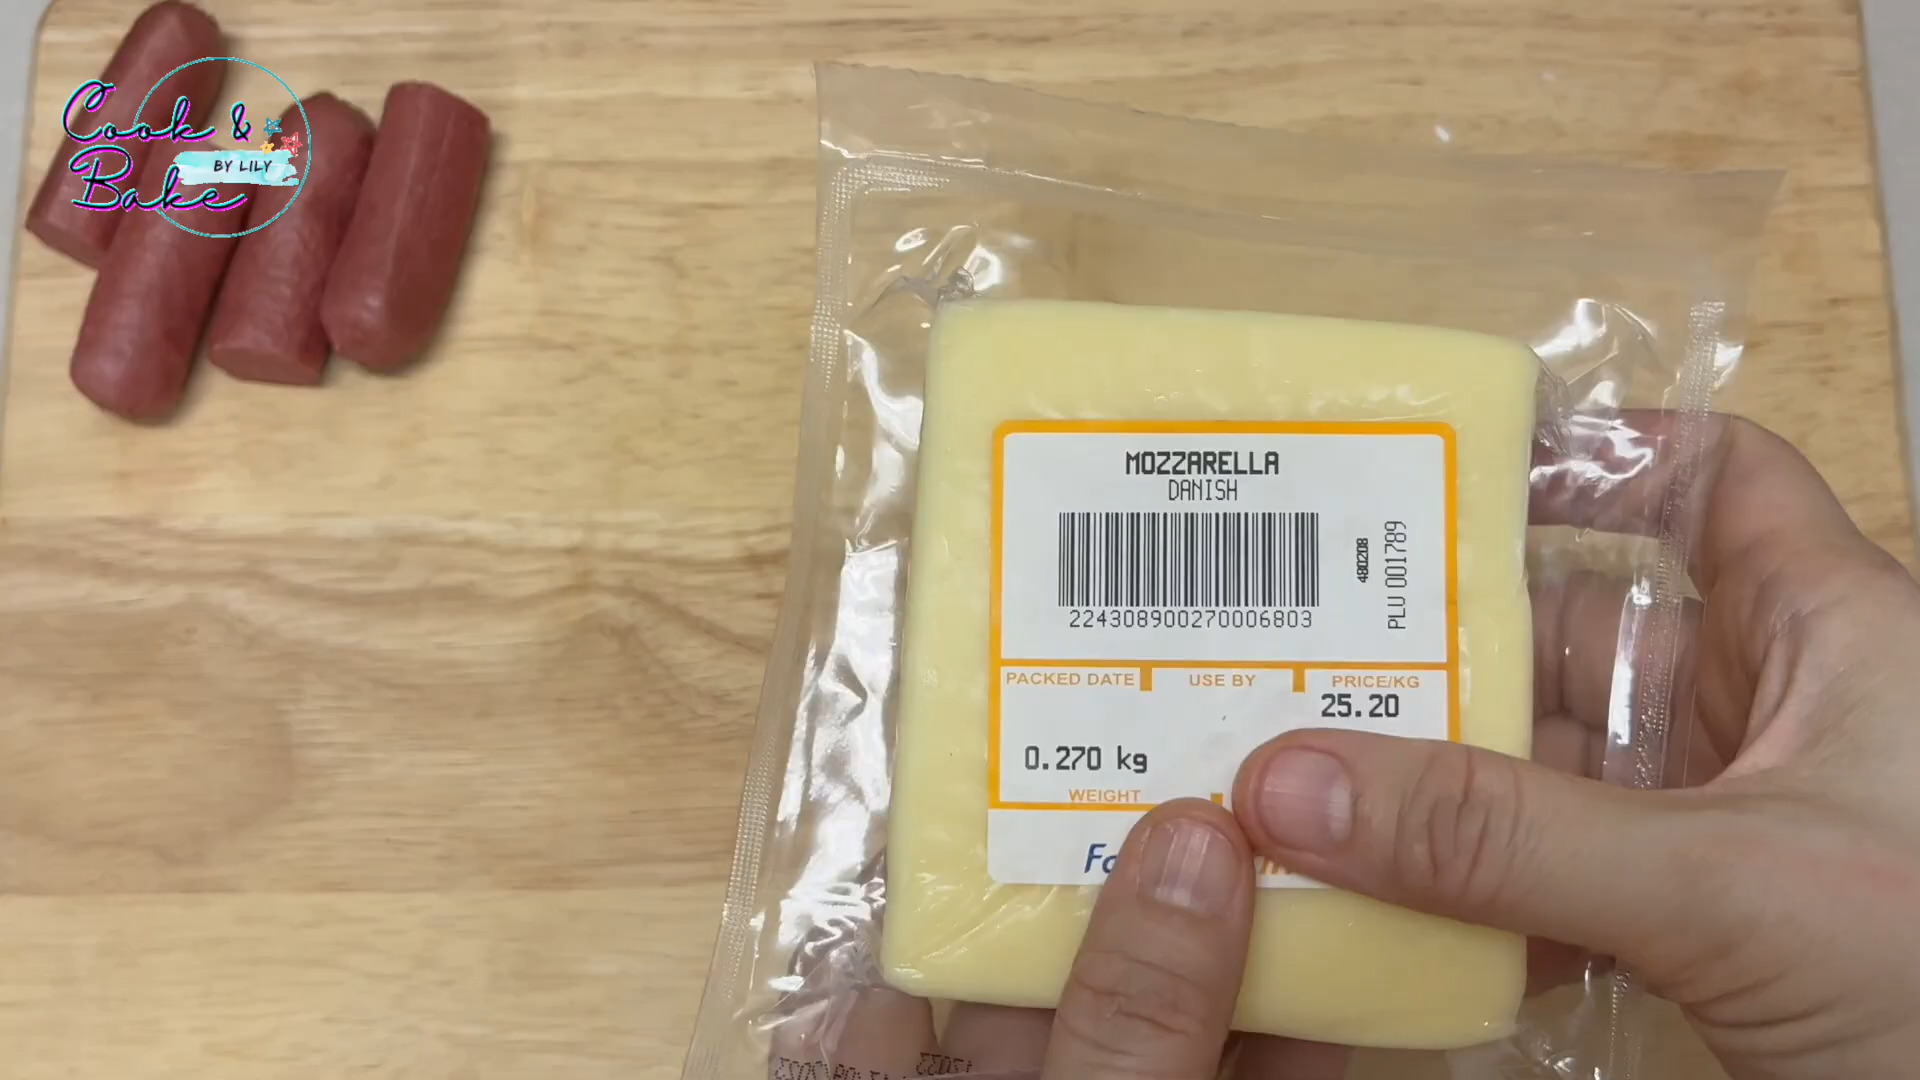 Cook &
Bake
BY LILY
MOZZARELLA
DANISH
2243089002700006803
480208
PLU 001789
PACKED DATE
USE BY
PRICE/KG
25.20
0.270 kg
WEIGHT